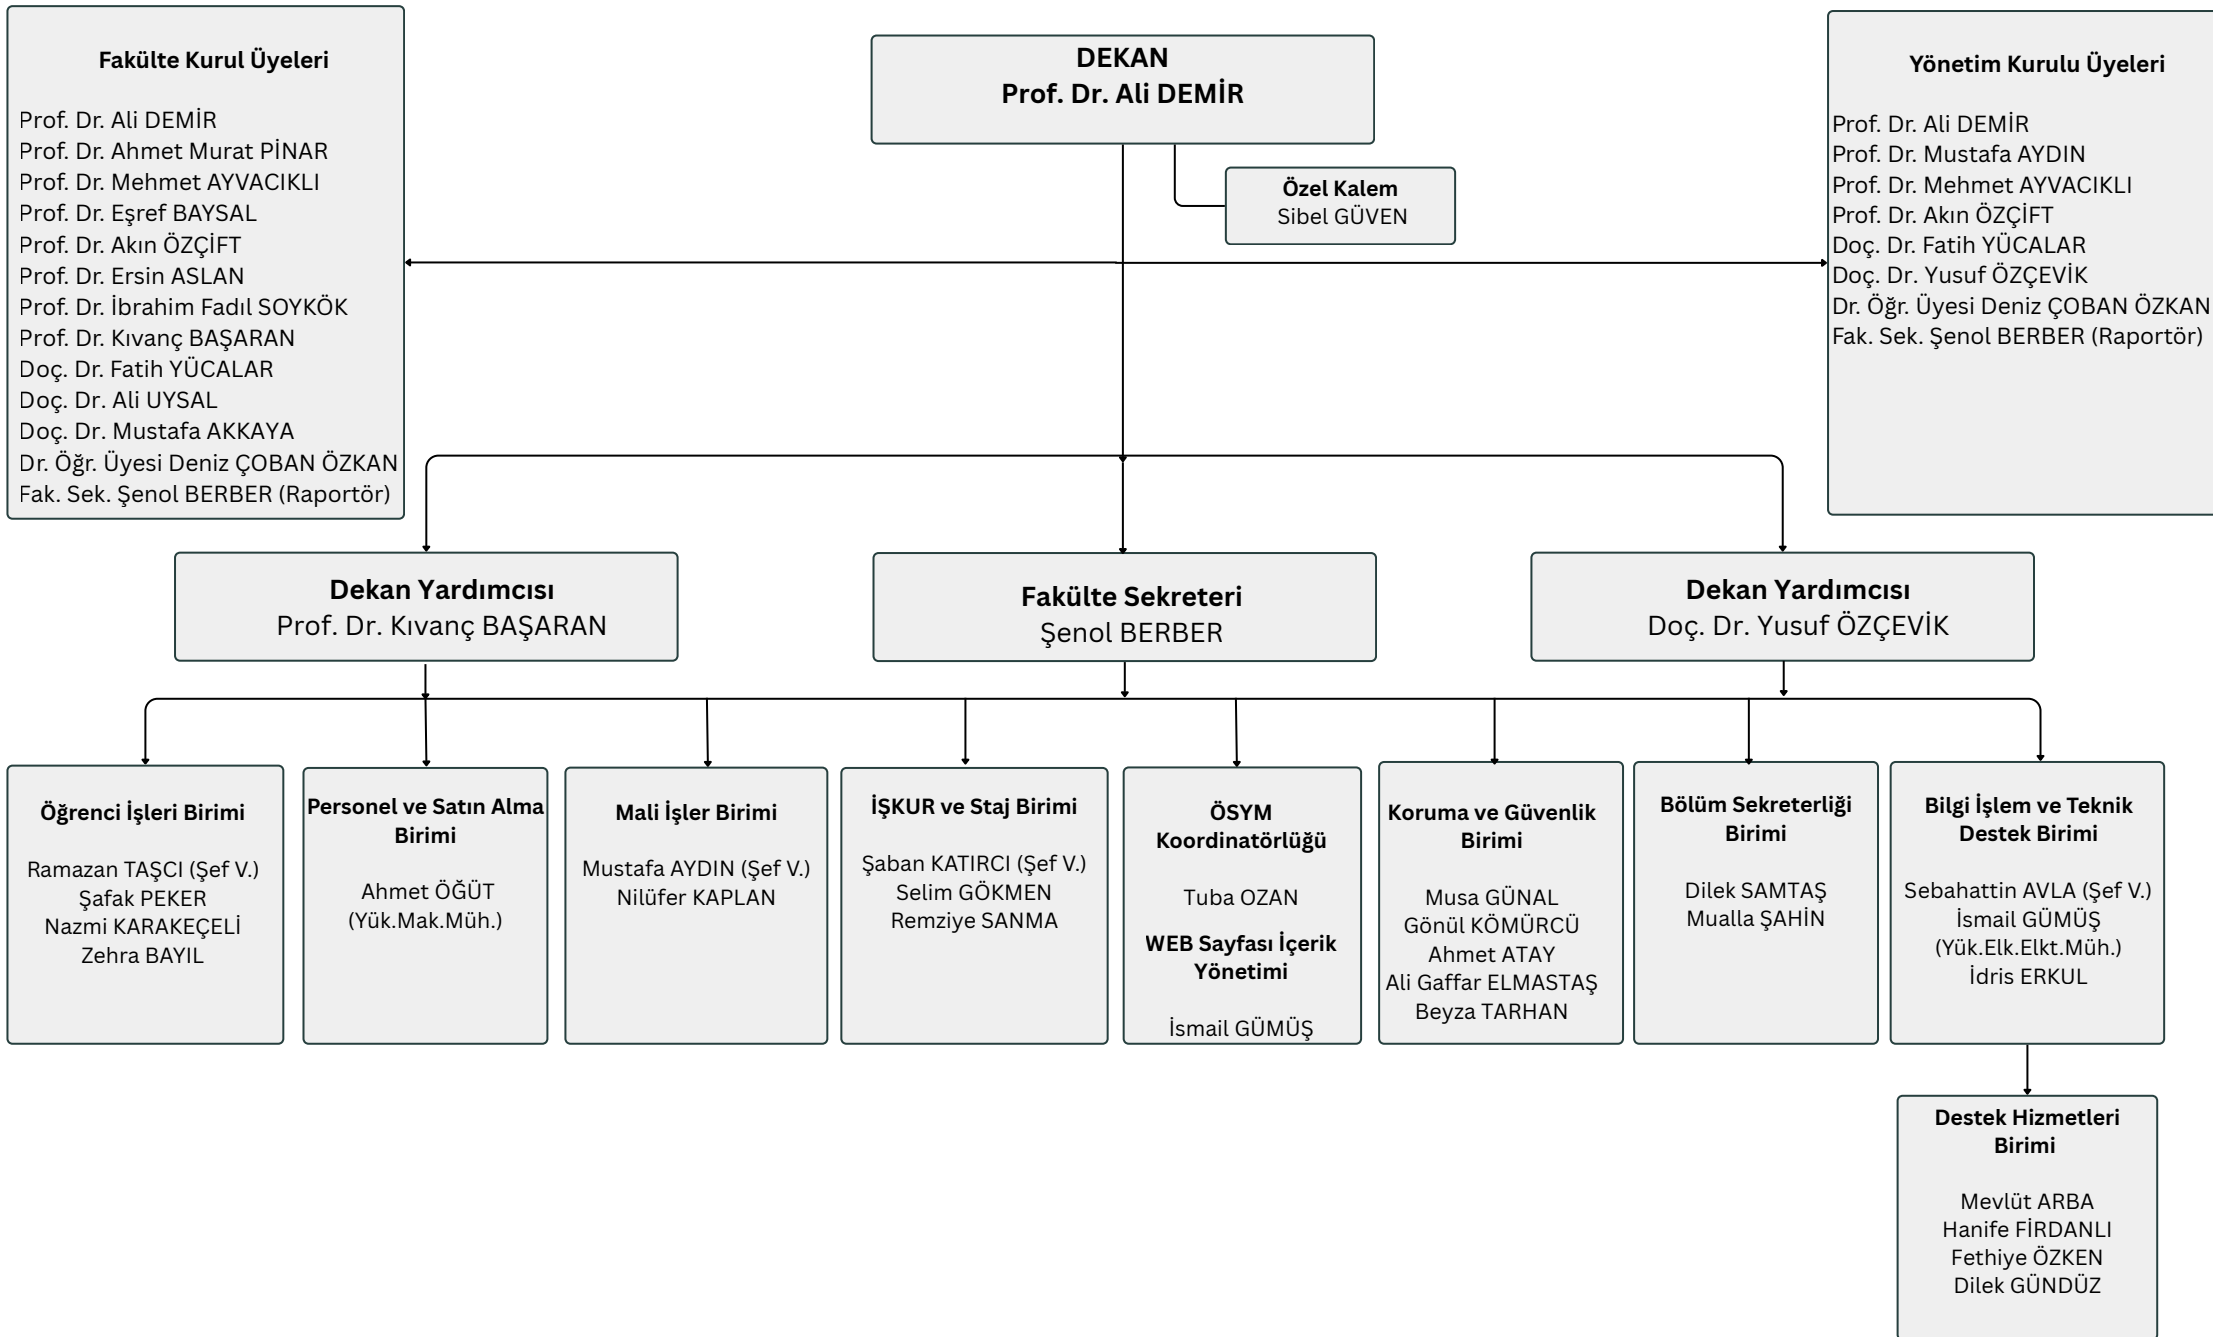 Fakülte Kurul Üyeleri
Prof. Dr. Ali DEMİR
Prof. Dr. Ahmet Murat PİNAR
Prof. Dr. Mehmet AYVACIKLI
Prof. Dr. Eşref BAYSAL
Prof. Dr. Akın ÖZÇİFT
Prof. Dr. Ersin ASLAN
Prof. Dr. İbrahim Fadıl SOYKÖK
Prof. Dr. Kıvanç BAŞARAN
Doç. Dr. Fatih YÜCALAR
Doç. Dr. Ali UYSAL
Doç. Dr. Mustafa AKKAYA
Dr. Öğr. Üyesi Deniz ÇOBAN ÖZKAN
Fak. Sek. Şenol BERBER (Raportör)
DEKAN
Prof. Dr. Ali DEMİR
Özel Kalem
Sibel GÜVEN
Yönetim Kurulu Üyeleri
Prof. Dr. Ali DEMİR
Prof. Dr. Mustafa AYDIN
Prof. Dr. Mehmet AYVACIKLI
Prof. Dr. Akın ÖZÇİFT
Doç. Dr. Fatih YÜCALAR
Doç. Dr. Yusuf ÖZÇEVİK
Dr. Öğr. Üyesi Deniz ÇOBAN ÖZKAN
Fak. Sek. Şenol BERBER (Raportör)
Dekan Yardımcısı
Prof. Dr. Kıvanç BAŞARAN
Fakülte Sekreteri
Şenol BERBER
Dekan Yardımcısı
Doç. Dr. Yusuf ÖZÇEVİK
Öğrenci İşleri Birimi
Ramazan TAŞCI (Şef V.)
Şafak PEKER
Nazmi KARAKEÇELİ
Zehra BAYIL
Personel ve Satın Alma
Birimi
Ahmet ÖĞÜT
(Yük.Mak.Müh.)
Mali İşler Birimi
Mustafa AYDIN (Şef V.)
Nilüfer KAPLAN
İŞKUR ve Staj Birimi
Şaban KATIRCI (Şef V.)
Selim GÖKMEN
Remziye SANMA
ÖSYM
Koordinatörlüğü
Tuba OZAN
WEB Sayfası İçerik
Yönetimi
İsmail GÜMÜŞ
Koruma ve Güvenlik
Birimi
Musa GÜNAL
Gönül KÖMÜRCÜ
Ahmet ATAY
Ali Gaffar ELMASTAŞ
Beyza TARHAN
Bölüm Sekreterliği
Birimi
Dilek SAMTAŞ
Mualla ŞAHİN
Bilgi İşlem ve Teknik
Destek Birimi
Sebahattin AVLA (Şef V.)
İsmail GÜMÜŞ
(Yük.Elk.Elkt.Müh.)
İdris ERKUL
Destek Hizmetleri
Birimi
Mevlüt ARBA
Hanife FİRDANLI
Fethiye ÖZKEN
Dilek GÜNDÜZ